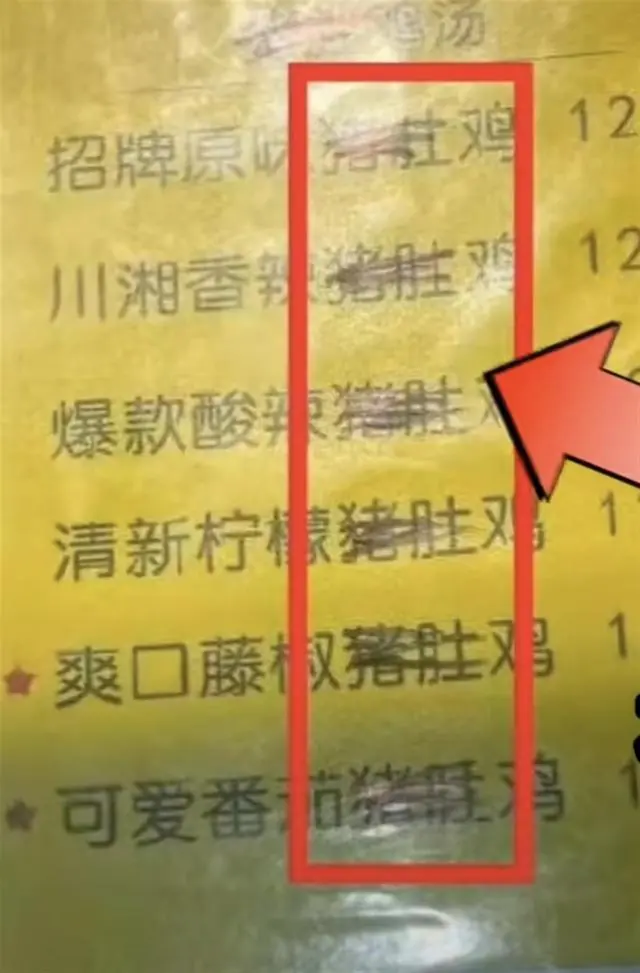 鸡汤
招牌原味猪肚鸡 12
川湘香辣猪肚鸡 12
爆款酸辣猪肚鸡
清新柠檬猪肚鸡 1
爽口藤椒猪肚鸡 1
可爱番茄猪肚鸡 1